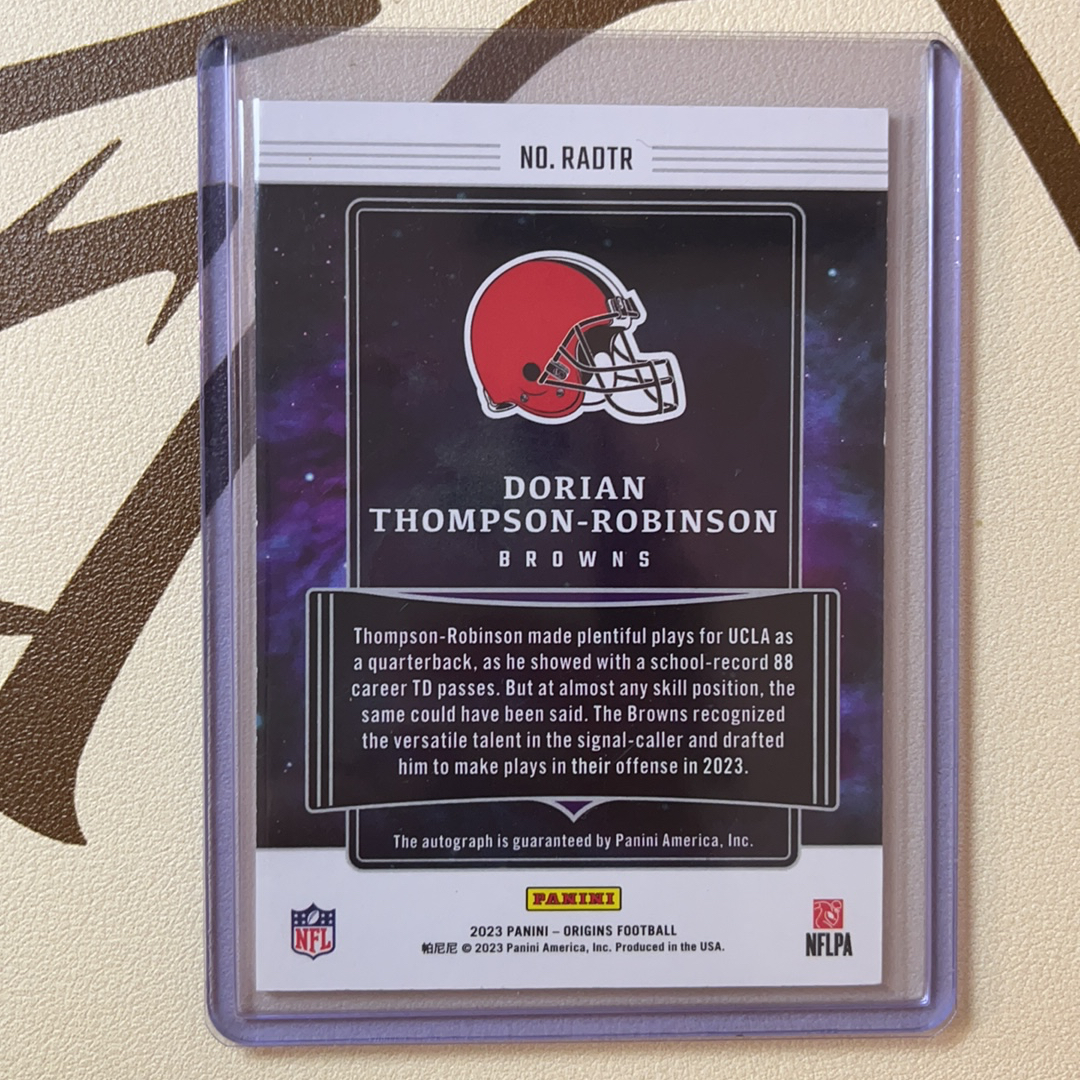 NO. RADTR
DORIAN
THOMPSON-ROBINSON
BROWNS
Thompson-Robinson made plentiful plays for UCLA as
a quarterback, as he showed with a school-record 88
career TD passes. But at almost any skill position, the
same could have been said. The Browns recognized
the versatile talent in the signal-caller and drafted
him to make plays in their offense in 2023.
The autograph is guaranteed by Panini America, Inc.
PANINI
NFL
2023 PANINI – ORIGINS FOOTBALL
帕尼尼 © 2023 Panini America, Inc. Produced in the USA.
NFLPA